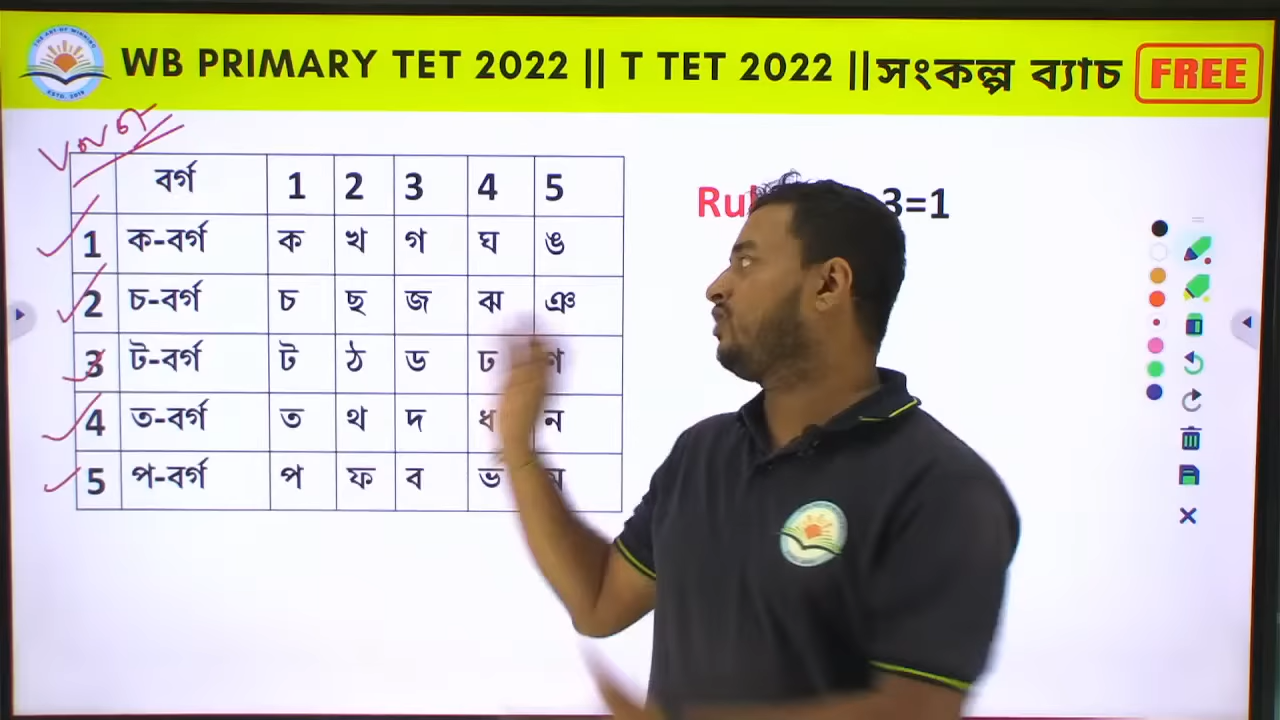 WB PRIMARY TET 2022 || T TET 2022 ||সংকল্প ব্যাচ FREE
বর্গ 1 2 3 4 5
1 ক-বর্গ ক খ গ ঘ ঙ
2 চ-বর্গ চ ছ জ ঝ ঞ
3 ট-বর্গ ট ঠ ড ঢ
4 ত-বর্গ ত থ দ ধ ন
5 প-বর্গ প ফ ব ভ
3=1